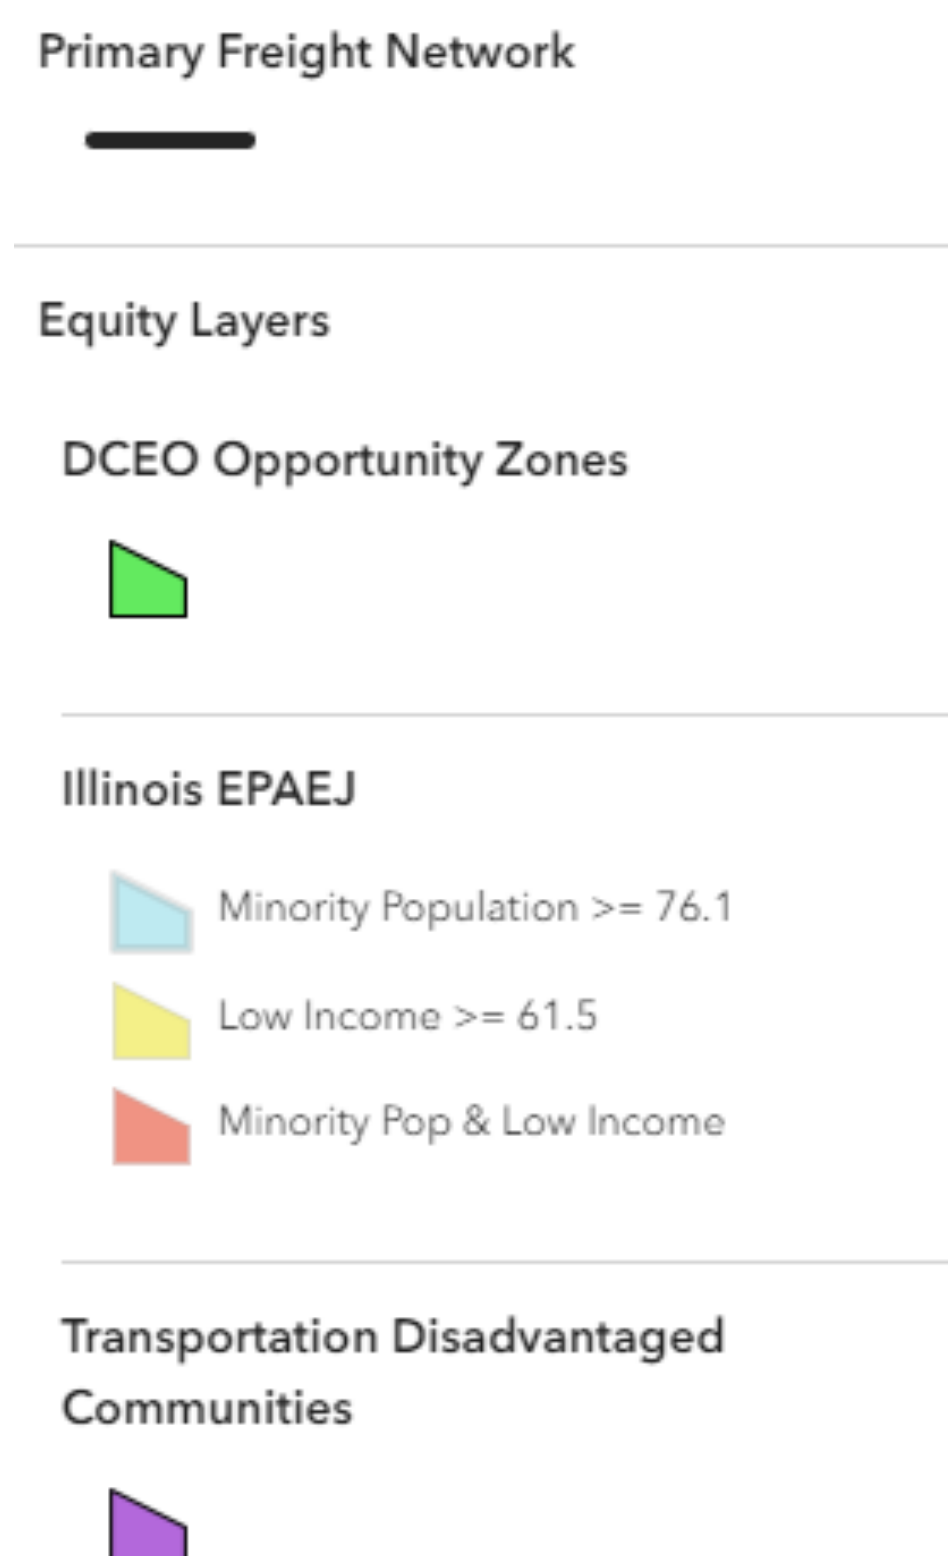 Primary Freight Network
Equity Layers
DCEO Opportunity Zones
Illinois EPAEJ
Minority Population >= 76.1
Low Income >= 61.5
Minority Pop & Low Income
Transportation Disadvantaged
Communities